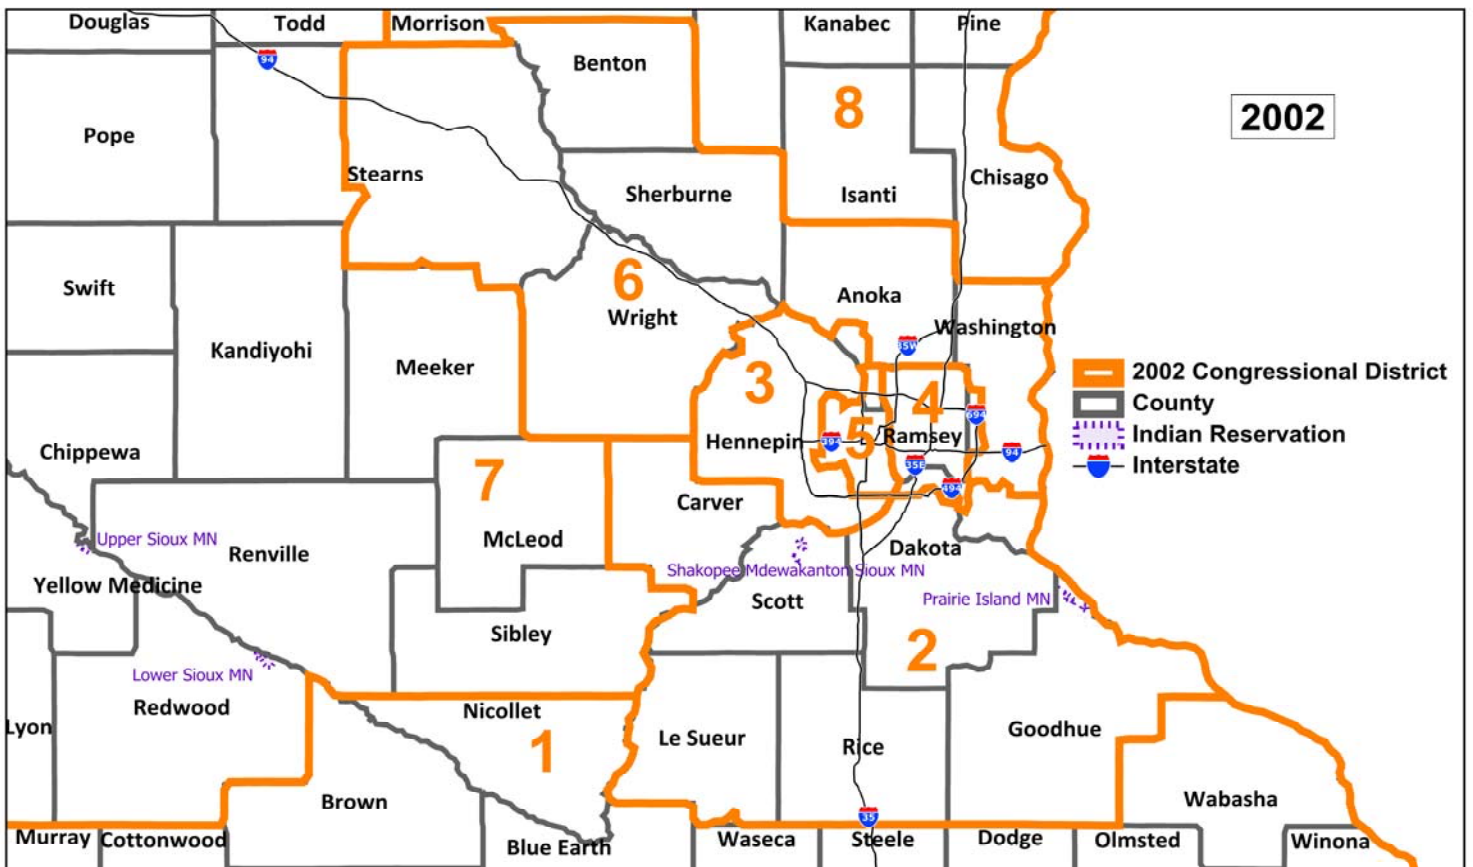 Douglas
Todd
Morrison
Kanabec
Pine
94
Benton
8
2002
Pope
Stearns
Chisago
Sherburne
Isanti
Swift
6
Anoka
Wright
Washington
35W
Kandiyohi
Meeker
3
4
2002 Congressional District
County
694
Indian Reservation
Hennepin
394
5
Ramsey
94
Chippewa
35E
Interstate
7
494
Carver
Upper Sioux MN
McLeod
Renville
Dakota
Shakopee Mdewakanton Sioux MN
Yellow Medicine
Scott
Prairie Island MN
Sibley
2
Lower Sioux MN
Redwood
Nicollet
Lyon
Le Sueur
Rice
Goodhue
1
Brown
Wabasha
35
Murray
Cottonwood
Blue Earth
Waseca
Steele
Dodge
Olmsted
Winona